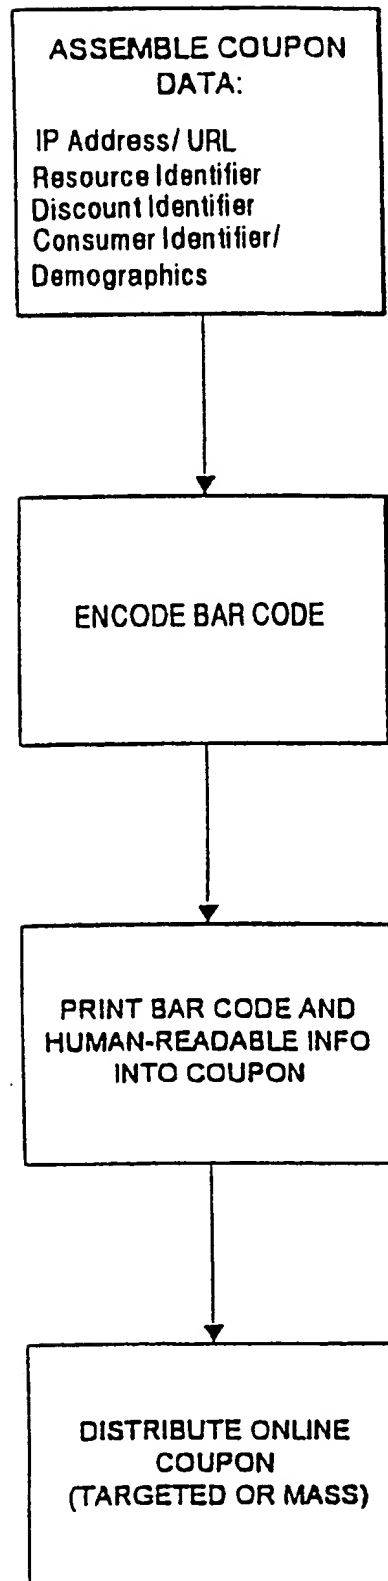 ASSEMBLE COUPON
DATA:
IP Address/ URL
Resource Identifier
Discount Identifier
Consumer Identifier/
Demographics
ENCODE BAR CODE
PRINT BAR CODE AND
HUMAN-READABLE INFO
INTO COUPON
DISTRIBUTE ONLINE
COUPON
(TARGETED OR MASS)